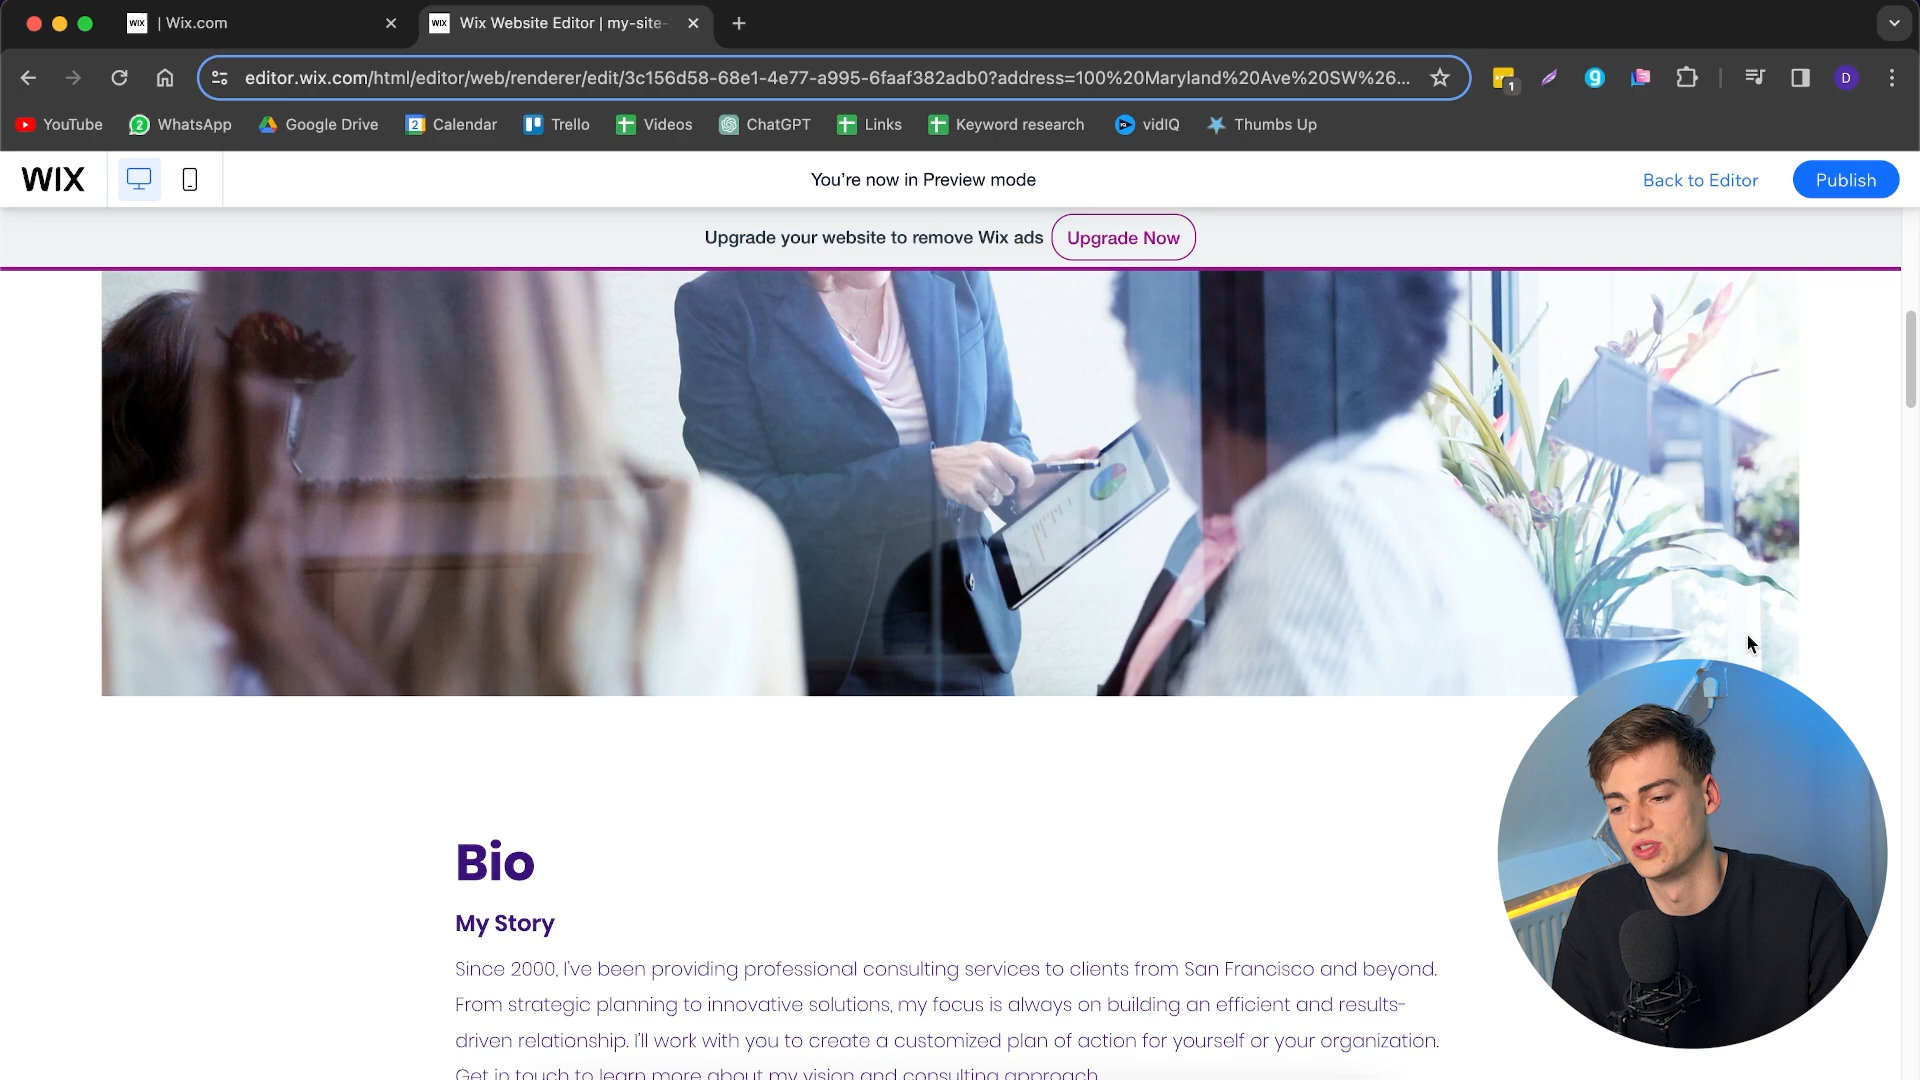 WIX | Wix.com
WIX Wix Website Editor | my-site-
editor.wix.com/html/editor/web/renderer/edit/3c156d58-68e1-4e77-a995-6faaf382adb0?address=100%20Maryland%20Ave%20SW%26...
1
D
YouTube
2 WhatsApp
Google Drive
2 Calendar
Trello
Videos
ChatGPT
Links
Keyword research
vidIQ
Thumbs Up
WIX
You're now in Preview mode
Back to Editor
Publish
Upgrade your website to remove Wix ads
Upgrade Now
Bio
My Story
Since 2000, I've been providing professional consulting services to clients from San Francisco and beyond.
From strategic planning to innovative solutions, my focus is always on building an efficient and results-
driven relationship. I'll work with you to create a customized plan of action for yourself or your organization.
Get in touch to learn more about my vision and consulting approach.